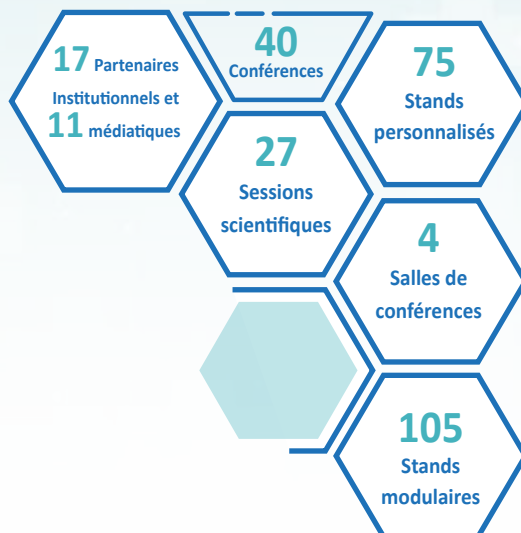 17 Partenaires
Institutionnels et
11 médiatiques
40
Conférences
75
Stands
personnalisés
27
Sessions
scientifiques
4
Salles de
conférences
105
Stands
modulaires